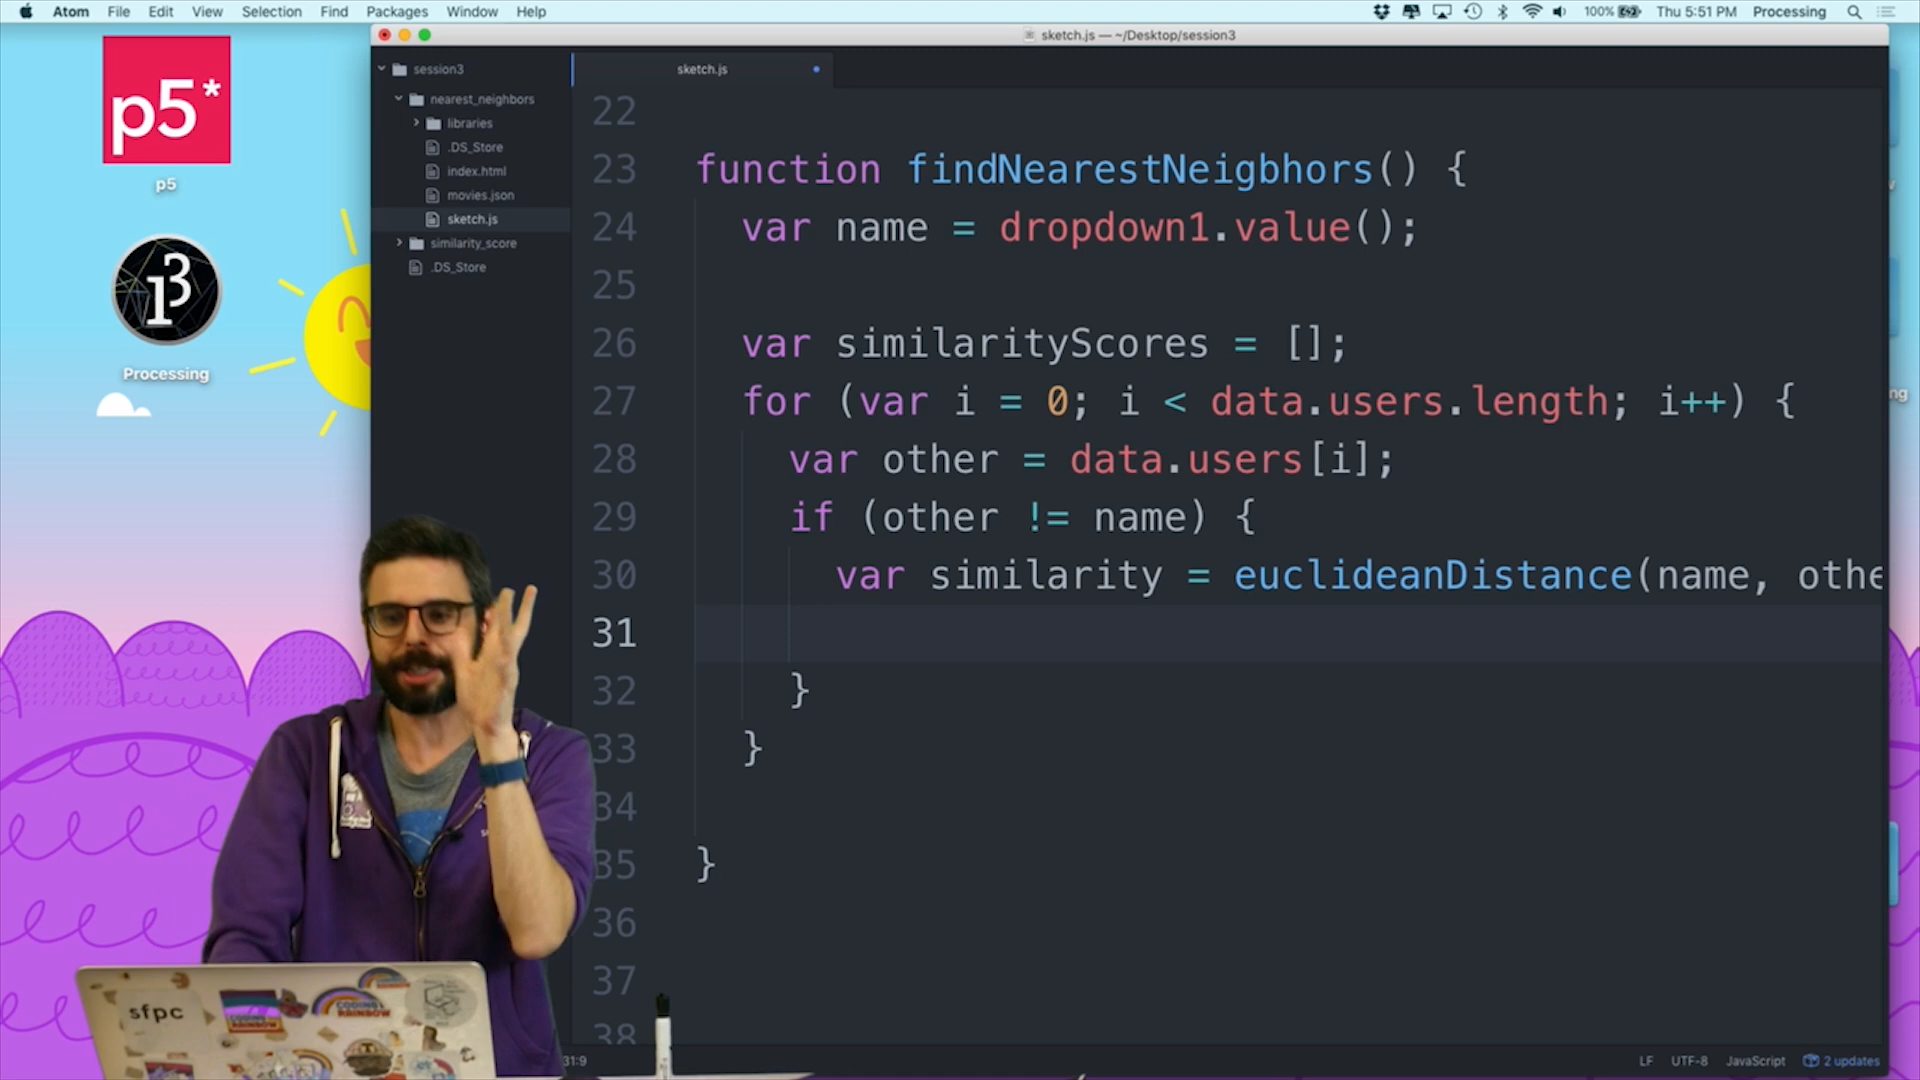 Atom File Edit View Selection Find Packages Window Help
100% Thu 5:51 PM Processing
sketch.js — ~/Desktop/session3
p5*
p5
Processing
session3
nearest_neighbors
libraries
.DS_Store
index.html
movies.json
sketch.js
similarity_score
.DS_Store
sketch.js
22
23 function findNearestNeigbhors() {
24 var name = dropdown1.value();
25
26 var similarityScores = [];
27 for (var i = 0; i < data.users.length; i++) {
28 var other = data.users[i];
29 if (other != name) {
30 var similarity = euclideanDistance(name, othe
31
32 }
33 }
34
35 }
36
37
38
sfpc
CODING RAINBOW
CODING RAINBOW
31:9
LF UTF-8 JavaScript 2 updates